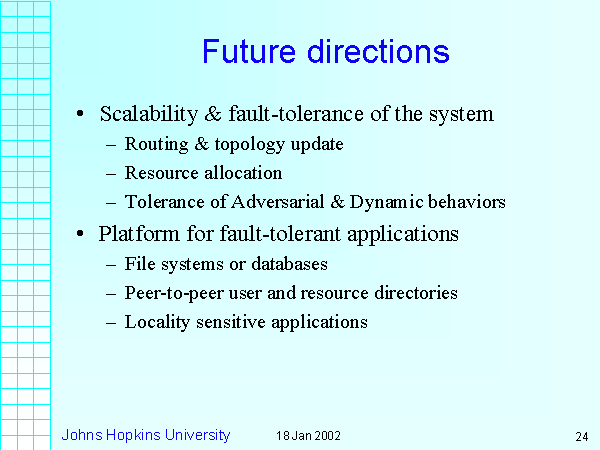 Future directions
• Scalability & fault-tolerance of the system
– Routing & topology update
– Resource allocation
– Tolerance of Adversarial & Dynamic behaviors
• Platform for fault-tolerant applications
– File systems or databases
– Peer-to-peer user and resource directories
– Locality sensitive applications
Johns Hopkins University 18 Jan 2002 24